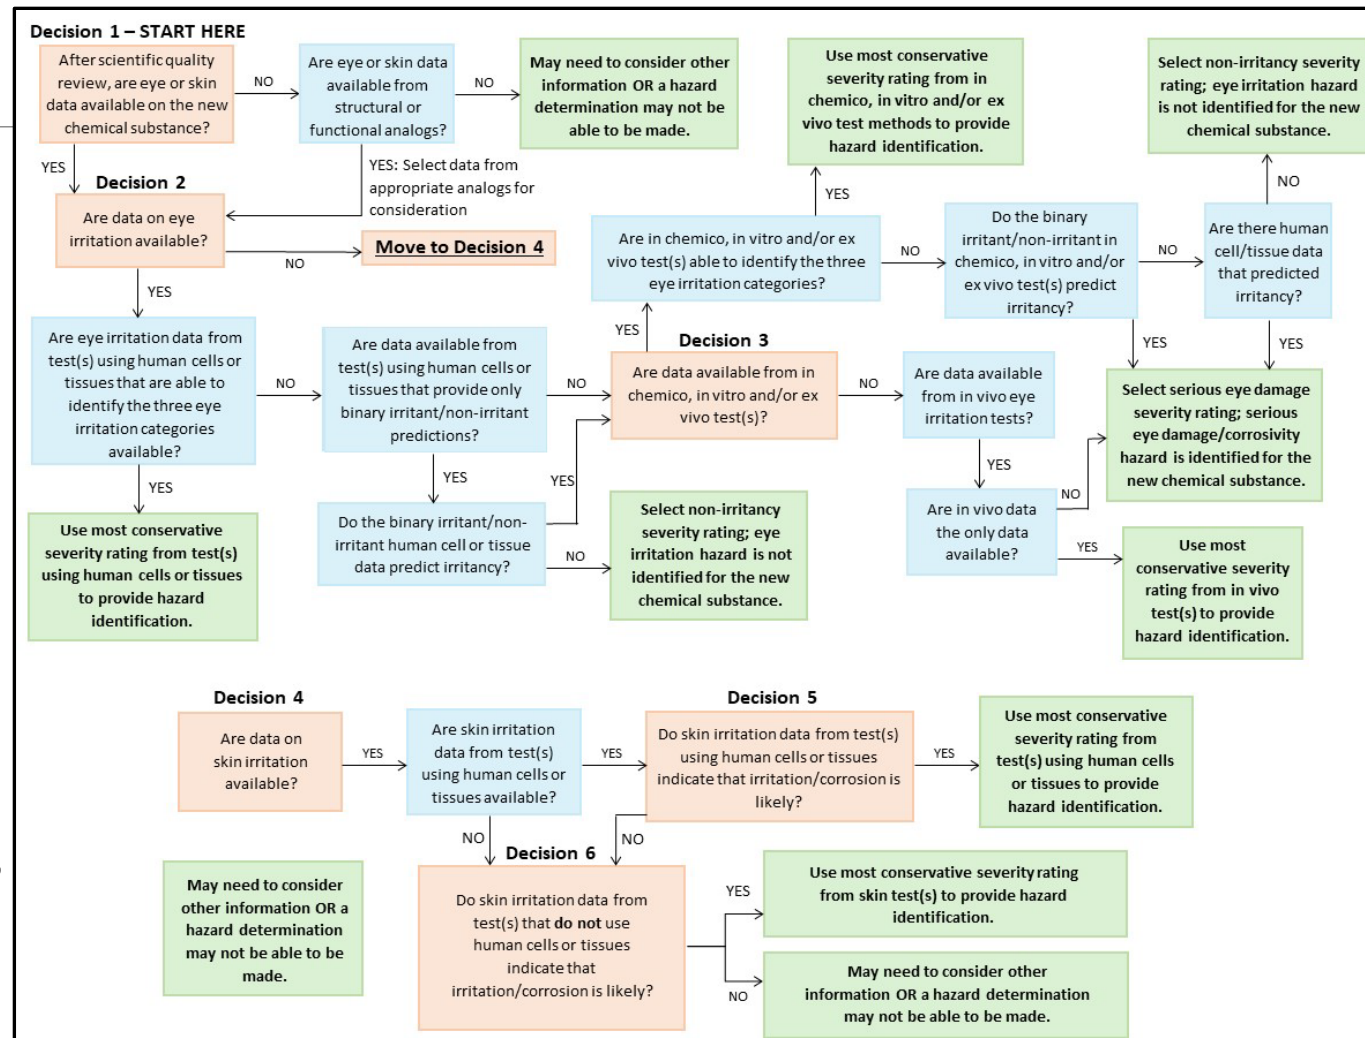 Decision 1 – START HERE
After scientific quality
review, are eye or skin
data available on the new
chemical substance?
NO
Are eye or skin data
available from
structural or
functional analogs?
NO
May need to consider other
information OR a hazard
determination may not be
able to be made.
YES
YES: Select data from
appropriate analogs for
consideration
Decision 2
Are data on eye
irritation available?
NO
Move to Decision 4
YES
Are eye irritation data from
test(s) using human cells or
tissues that are able to
identify the three eye
irritation categories
available?
YES
Use most conservative
severity rating from test(s)
using human cells or tissues
to provide hazard
identification.
NO
Are data available from
test(s) using human cells or
tissues that provide only
binary irritant/non-irritant
predictions?
YES
Do the binary irritant/non-
irritant human cell or tissue
data predict irritancy?
NO
Select non-irritancy
severity rating; eye
irritation hazard is not
identified for the new
chemical substance.
YES
NO
Decision 3
Are data available from in
chemico, in vitro and/or ex
vivo test(s)?
YES
Are in chemico, in vitro and/or ex
vivo test(s) able to identify the three
eye irritation categories?
YES
Use most conservative
severity rating from in
chemico, in vitro and/or ex
vivo test methods to provide
hazard identification.
NO
Do the binary
irritant/non-irritant in
chemico, in vitro and/or
ex vivo test(s) predict
irritancy?
NO
Are there human
cell/tissue data
that predicted
irritancy?
NO
Select non-irritancy severity
rating; eye irritation hazard
is not identified for the new
chemical substance.
YES
YES
Select serious eye damage
severity rating; serious
eye damage/corrosivity
hazard is identified for the
new chemical substance.
NO
Are data available
from in vivo eye
irritation tests?
YES
Are in vivo data
the only data
available?
NO
YES
Use most
conservative severity
rating from in vivo
test(s) to provide
hazard identification.
Decision 4
Are data on
skin irritation
available?
YES
Are skin irritation
data from test(s)
using human cells or
tissues available?
YES
Decision 5
Do skin irritation data from test(s)
using human cells or tissues
indicate that irritation/corrosion is
likely?
YES
Use most conservative
severity rating from
test(s) using human cells
or tissues to provide
hazard identification.
NO
NO
May need to consider
other information OR a
hazard determination
may not be able to be
made.
Decision 6
Do skin irritation data from
test(s) that do not use
human cells or tissues
indicate that
irritation/corrosion is likely?
YES
Use most conservative severity rating
from skin test(s) to provide hazard
identification.
NO
May need to consider other
information OR a hazard determination
may not be able to be made.